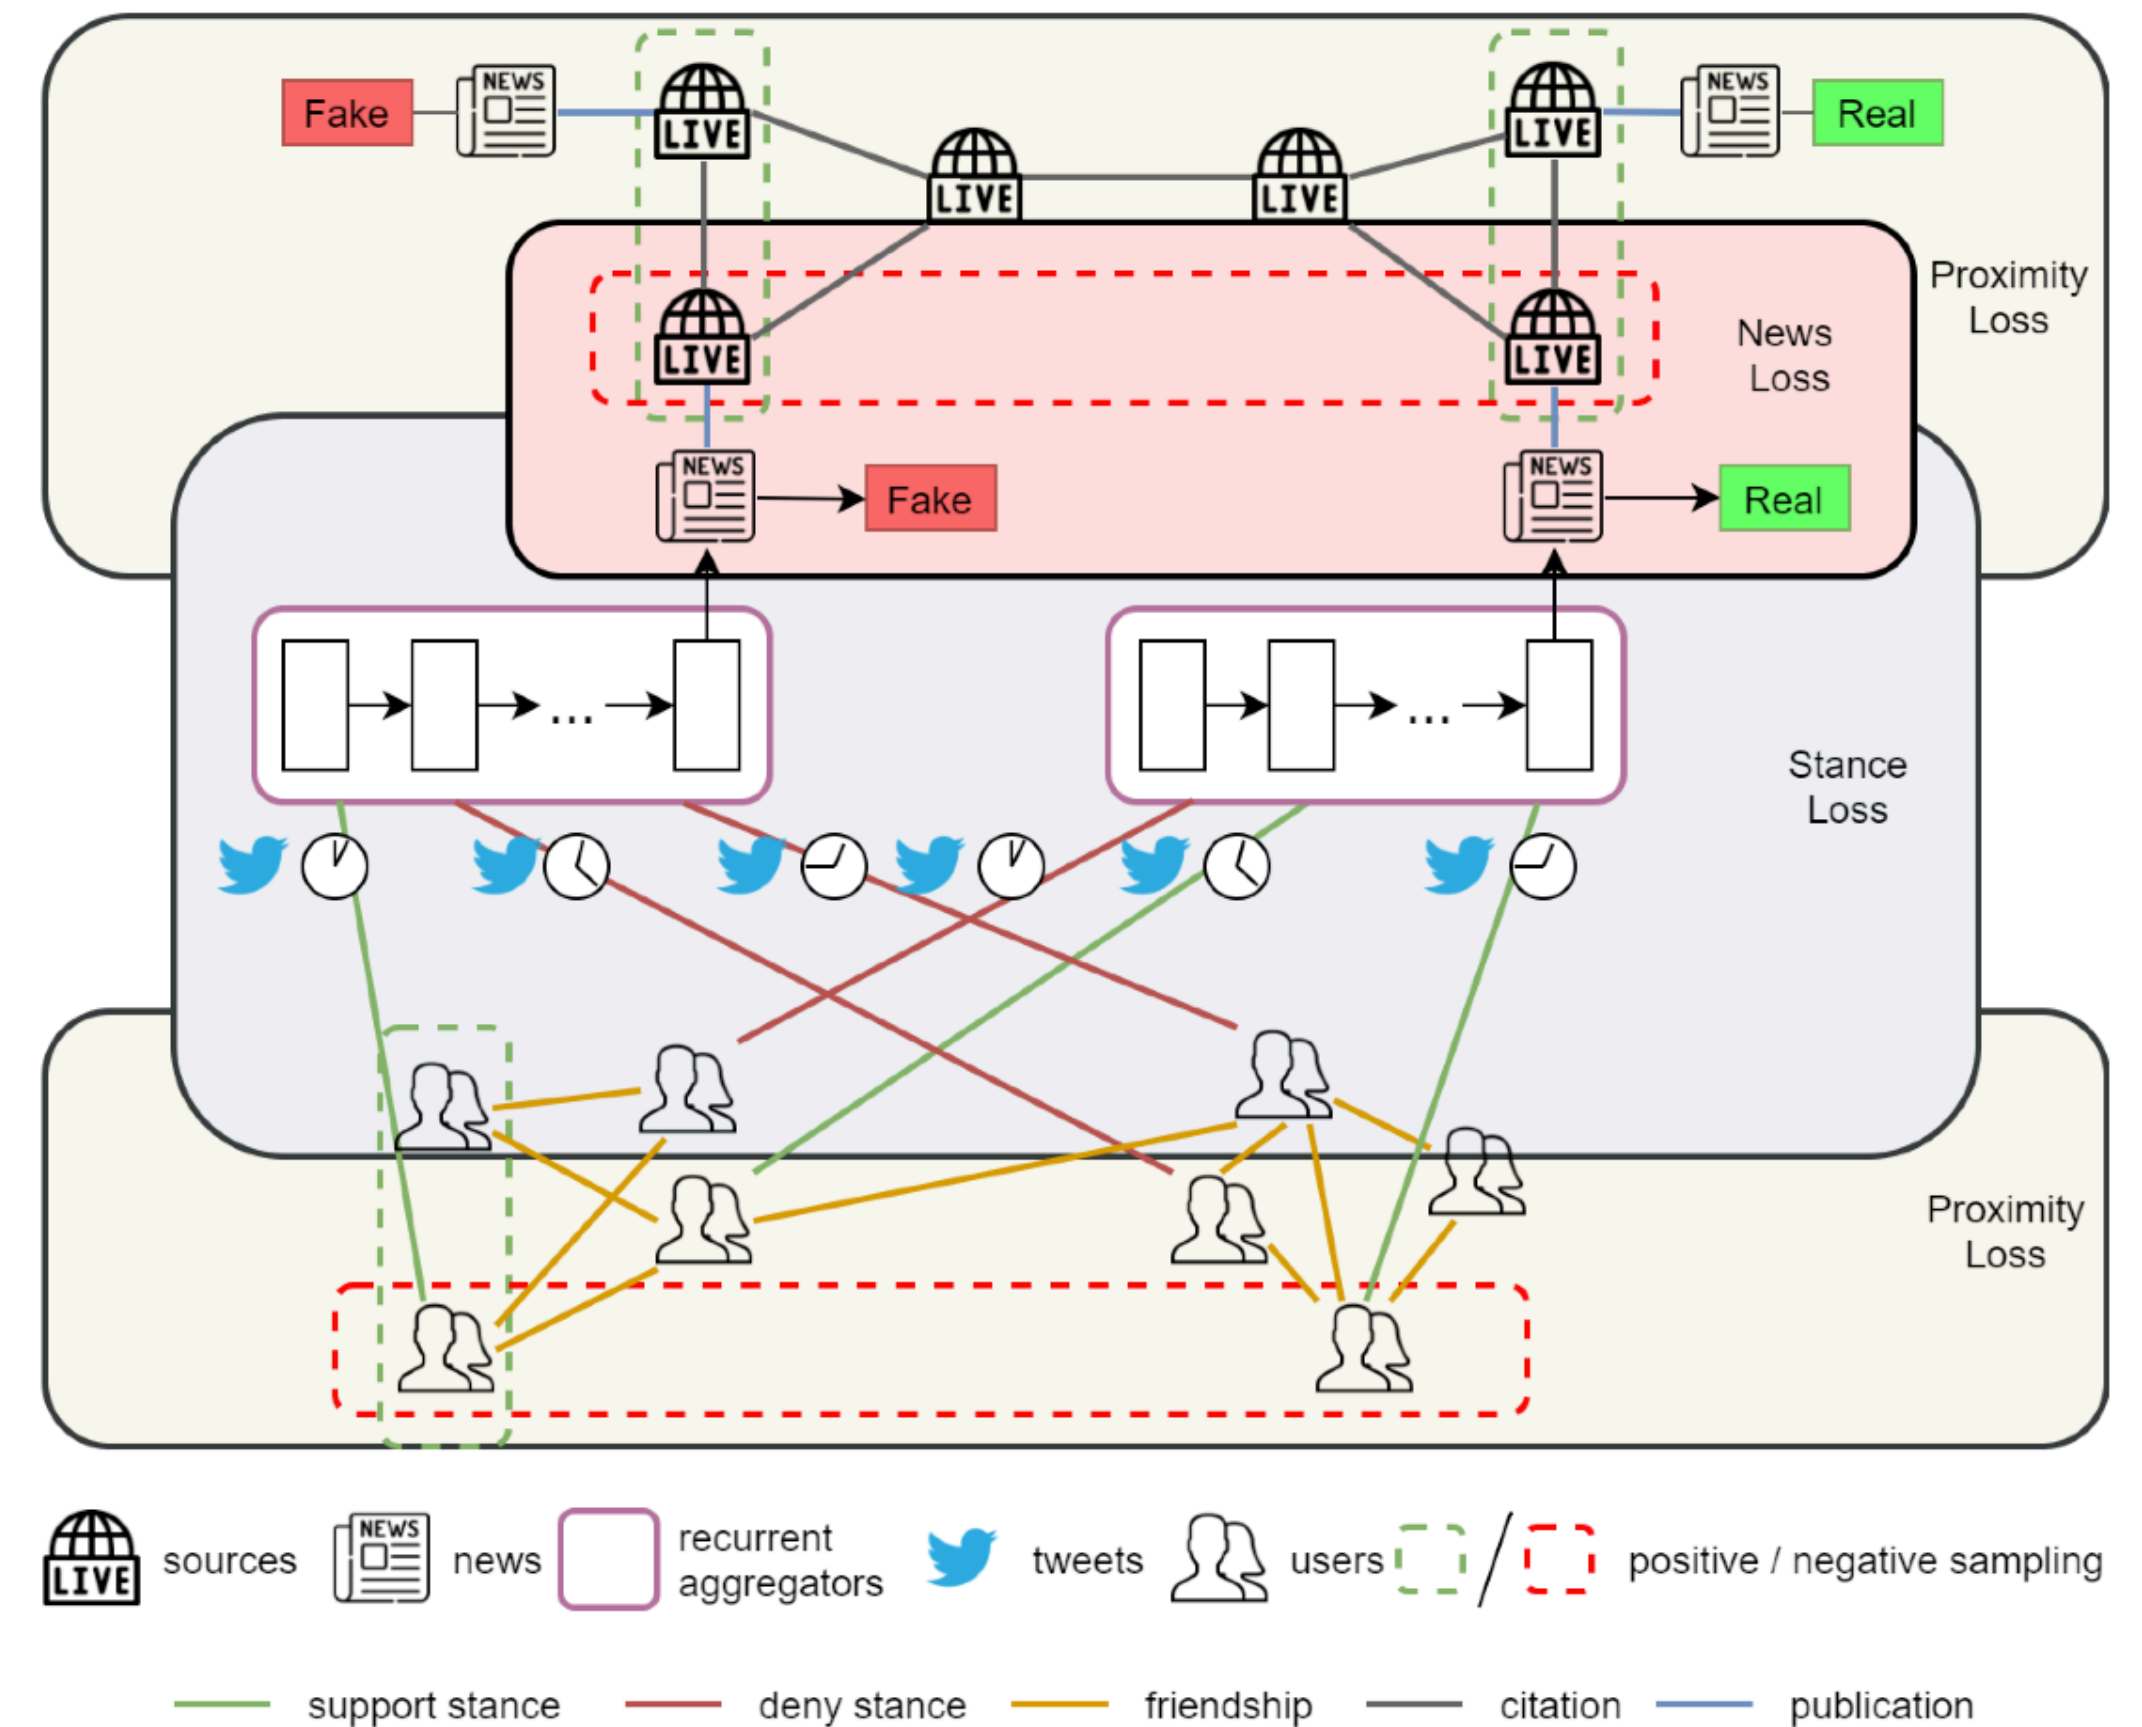 Fake
NEWS
LIVE
LIVE
NEWS
Real
LIVE
LIVE
Proximity
Loss
News
Loss
LIVE
LIVE
NEWS
Fake
NEWS
Real
...
...
Stance
Loss
Proximity
Loss
LIVE
sources
NEWS
news
recurrent
aggregators
tweets
users
/
positive / negative sampling
support stance
deny stance
friendship
citation
publication